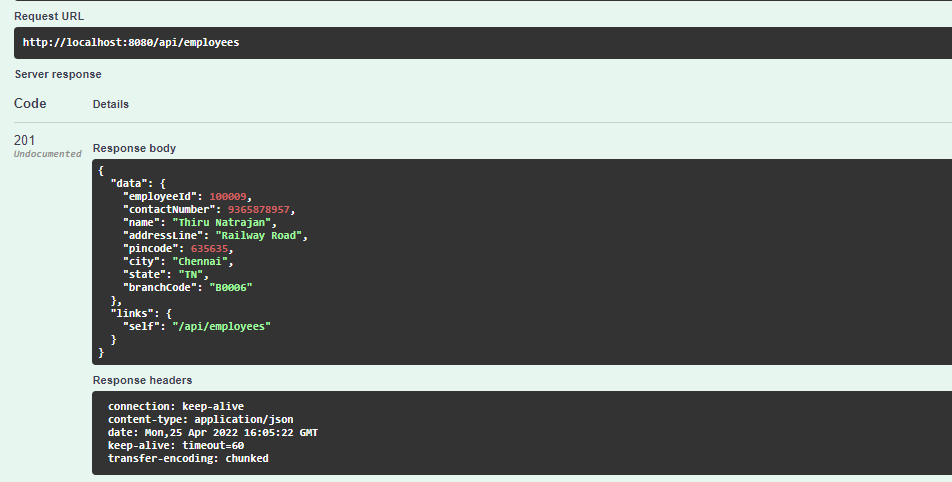 Request URL
http://localhost:8080/api/employees
Server response
Code Details
201
Undocumented
Response body
{
  "data": {
    "employeeId": 100009,
    "contactNumber": 9365878957,
    "name": "Thiru Natrajan",
    "addressLine": "Railway Road",
    "pincode": 635635,
    "city": "Chennai",
    "state": "TN",
    "branchCode": "B0006"
  },
  "links": {
    "self": "/api/employees"
  }
}
Response headers
connection: keep-alive
content-type: application/json
date: Mon,25 Apr 2022 16:05:22 GMT
keep-alive: timeout=60
transfer-encoding: chunked